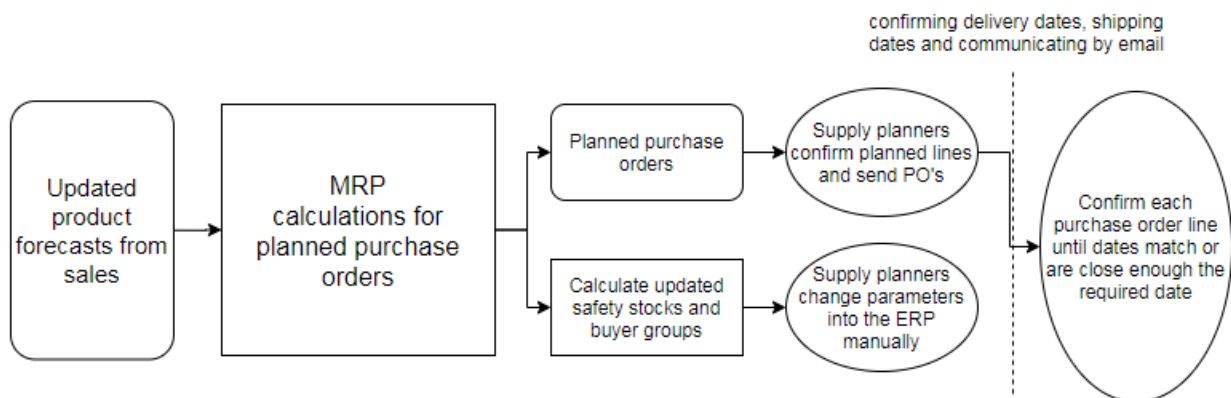 confirming delivery dates, shipping
dates and communicating by email
Updated
product
forecasts from
sales
MRP
calculations for
planned purchase
orders
Planned purchase
orders
Supply planners
confirm planned lines
and send PO's
Calculate updated
safety stocks and
buyer groups
Supply planners
change parameters
into the ERP
manually
Confirm each
purchase order line
until dates match or
are close enough the
required date